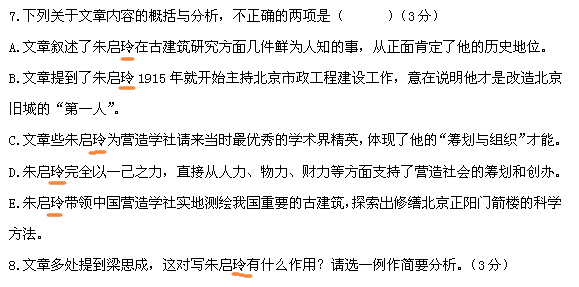 7.下列关于文章内容的概括与分析，不正确的两项是（　　）（3分）
A.文章叙述了朱启玲在古建筑研究方面几件鲜为人知的事，从正面肯定了他的历史地位。
B.文章提到了朱启玲1915年就开始主持北京市政工程建设工作，意在说明他才是改造北京
旧城的“第一人”。
C.文章些朱启玲为营造学社请来当时最优秀的学术界精英，体现了他的“筹划与组织”才能。
D.朱启玲完全以一己之力，直接从人力、物力、财力等方面支持了营造社会的筹划和创办。
E.朱启玲带领中国营造学社实地测绘我国重要的古建筑，探索出修缮北京正阳门箭楼的科学
方法。
8.文章多处提到梁思成，这对写朱启玲有什么作用？请选一例作简要分析。（3分）